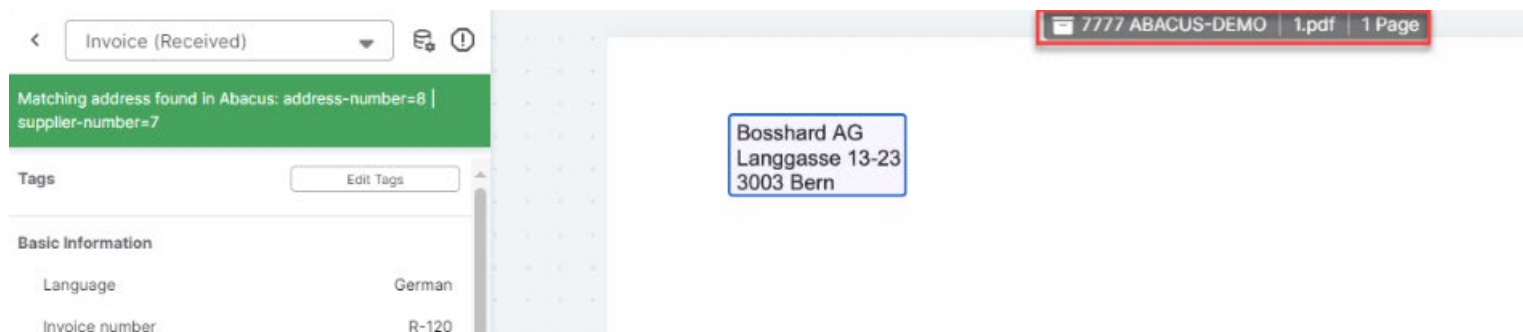 Invoice (Received)
7777 ABACUS-DEMO | 1.pdf | 1 Page
Matching address found in Abacus: address-number=8 |
supplier-number=7
Tags
Edit Tags
Basic Information
Language German
Invoice number R-120
Bosshard AG
Langgasse 13-23
3003 Bern